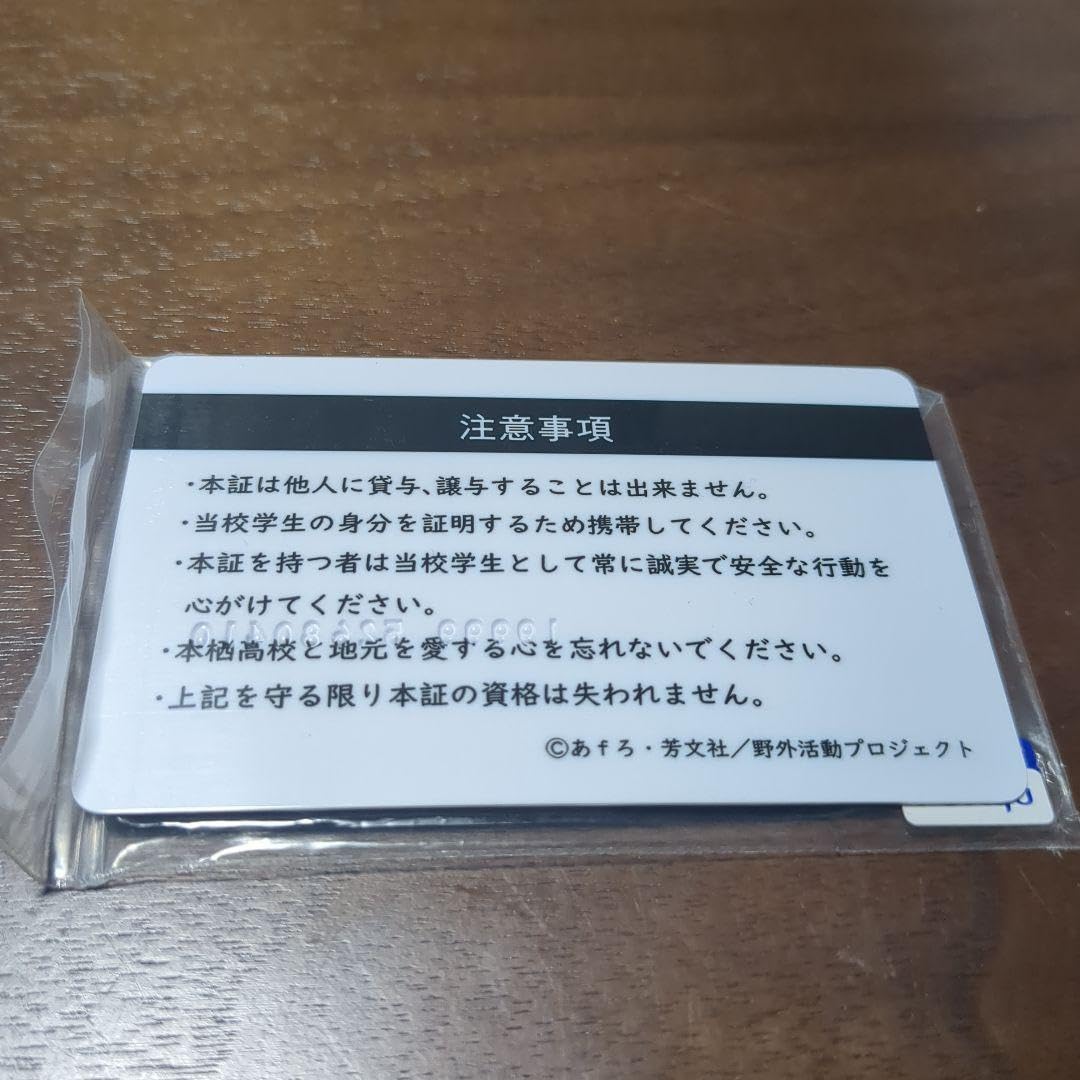 注意事項
・本証は他人に貸与、譲与することは出来ません。
・当校学生の身分を証明するため携帯してください。
・本証を持つ者は当校学生として常に誠実で安全な行動を
心がけてください。
・本栖高校と地元を愛する心を忘れないでください。
・上記を守る限り本証の資格は失われません。
©あfろ・芳文社／野外活動プロジェクト